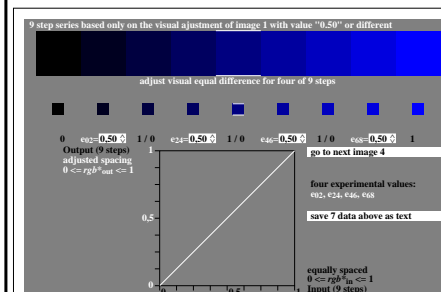 9 step series based only on the visual ajustment of image 1 with value "0.50" or different
adjust visual equal difference for four of 9 steps
0 e02=0,50 1 / 0 e24=0,50 1 / 0 e46=0,50 1 / 0 e68=0,50 1
Output (9 steps)
adjusted spacing
0 <= rgb*out <= 1
1
0,5
0
0 0,5 1
go to next image 4
four experimental values:
e02, e24, e46, e68
save 7 data above as text
equally spaced
0 <= rgb*in <= 1
Input (9 steps)